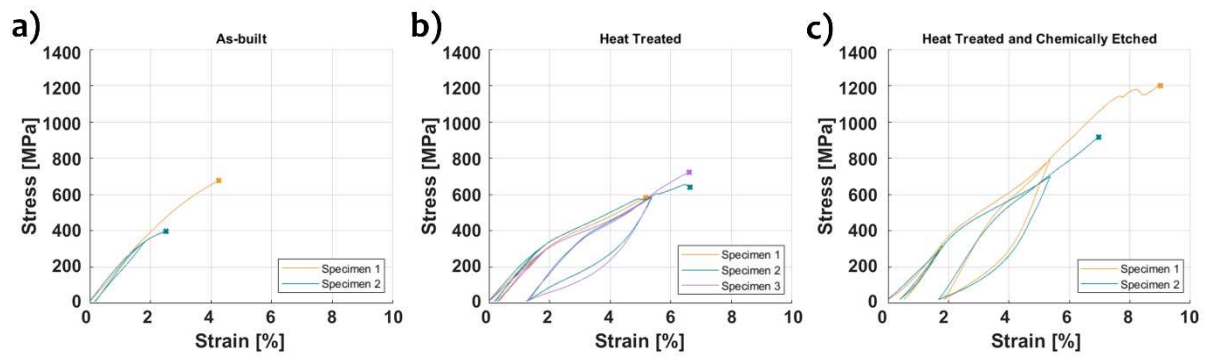 a)
As-built
1400
1200
1000
800
600
400
200
0
Stress [MPa]
0 2 4 6 8 10
Strain [%]
Specimen 1
Specimen 2
b)
Heat Treated
1400
1200
1000
800
600
400
200
0
Stress [MPa]
0 2 4 6 8 10
Strain [%]
Specimen 1
Specimen 2
Specimen 3
c)
Heat Treated and Chemically Etched
1400
1200
1000
800
600
400
200
0
Stress [MPa]
0 2 4 6 8 10
Strain [%]
Specimen 1
Specimen 2